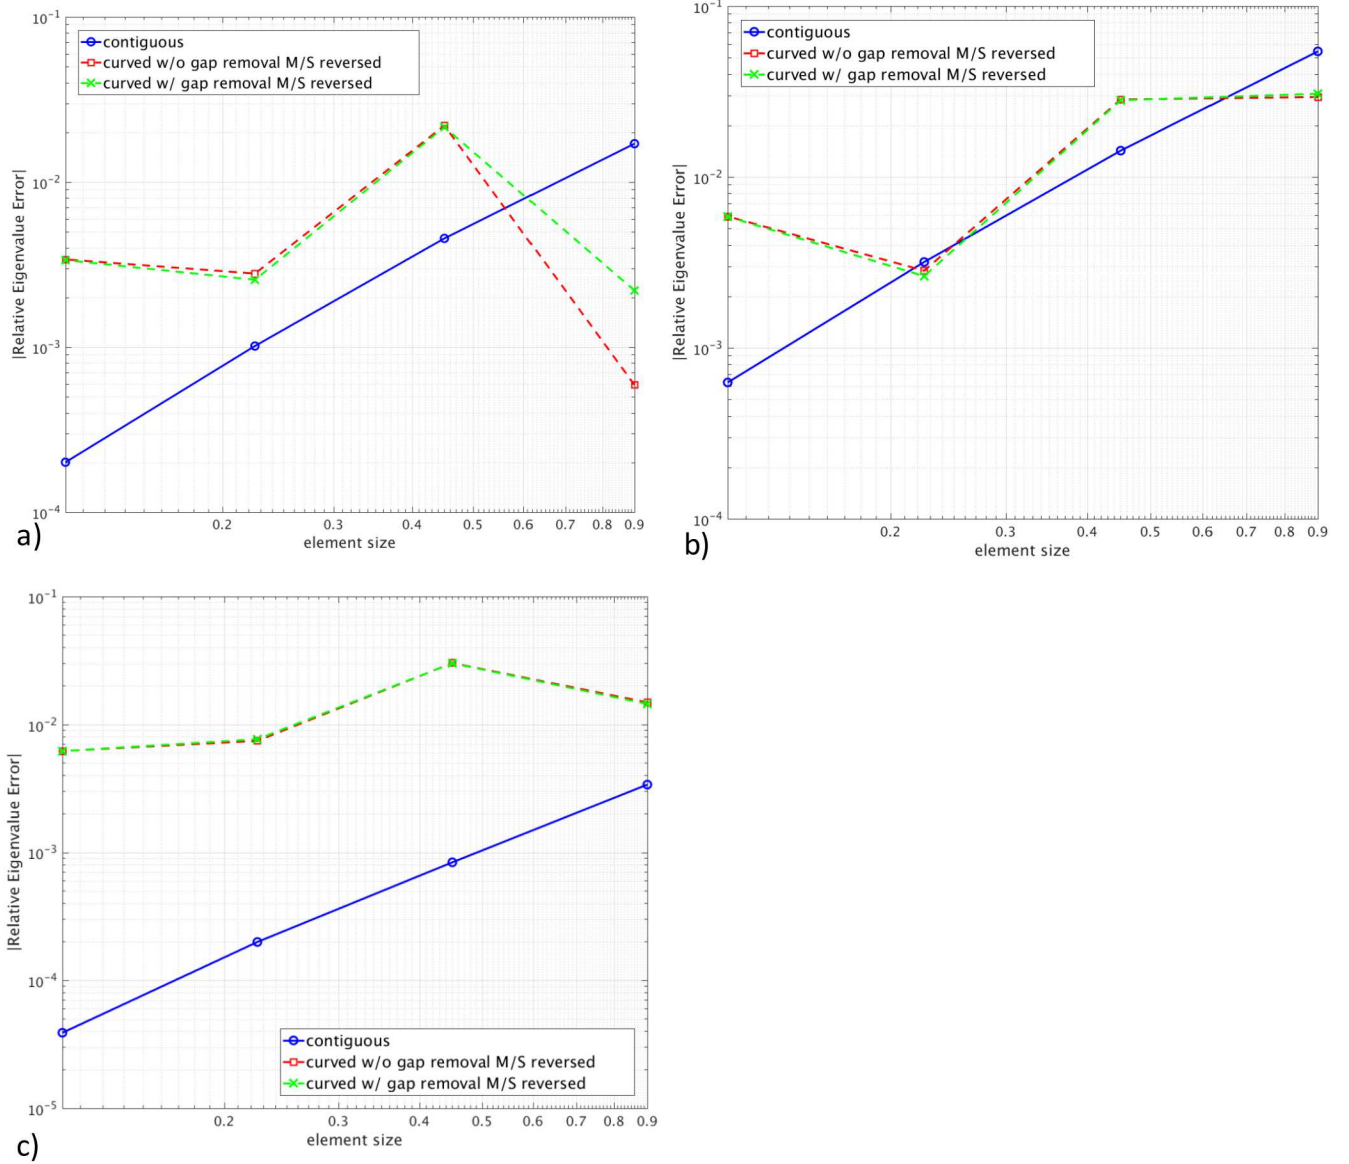 10^-1
contiguous
curved w/o gap removal M/S reversed
curved w/ gap removal M/S reversed
10^-2
|Relative Eigenvalue Error|
10^-3
10^-4
0.2 0.3 0.4 0.5 0.6 0.7 0.8 0.9
element size
a)
10^-1
contiguous
curved w/o gap removal M/S reversed
curved w/ gap removal M/S reversed
10^-2
|Relative Eigenvalue Error|
10^-3
10^-4
0.2 0.3 0.4 0.5 0.6 0.7 0.8 0.9
element size
b)
10^-1
10^-2
|Relative Eigenvalue Error|
10^-3
10^-4
contiguous
curved w/o gap removal M/S reversed
curved w/ gap removal M/S reversed
10^-5
0.2 0.3 0.4 0.5 0.6 0.7 0.8 0.9
element size
c)